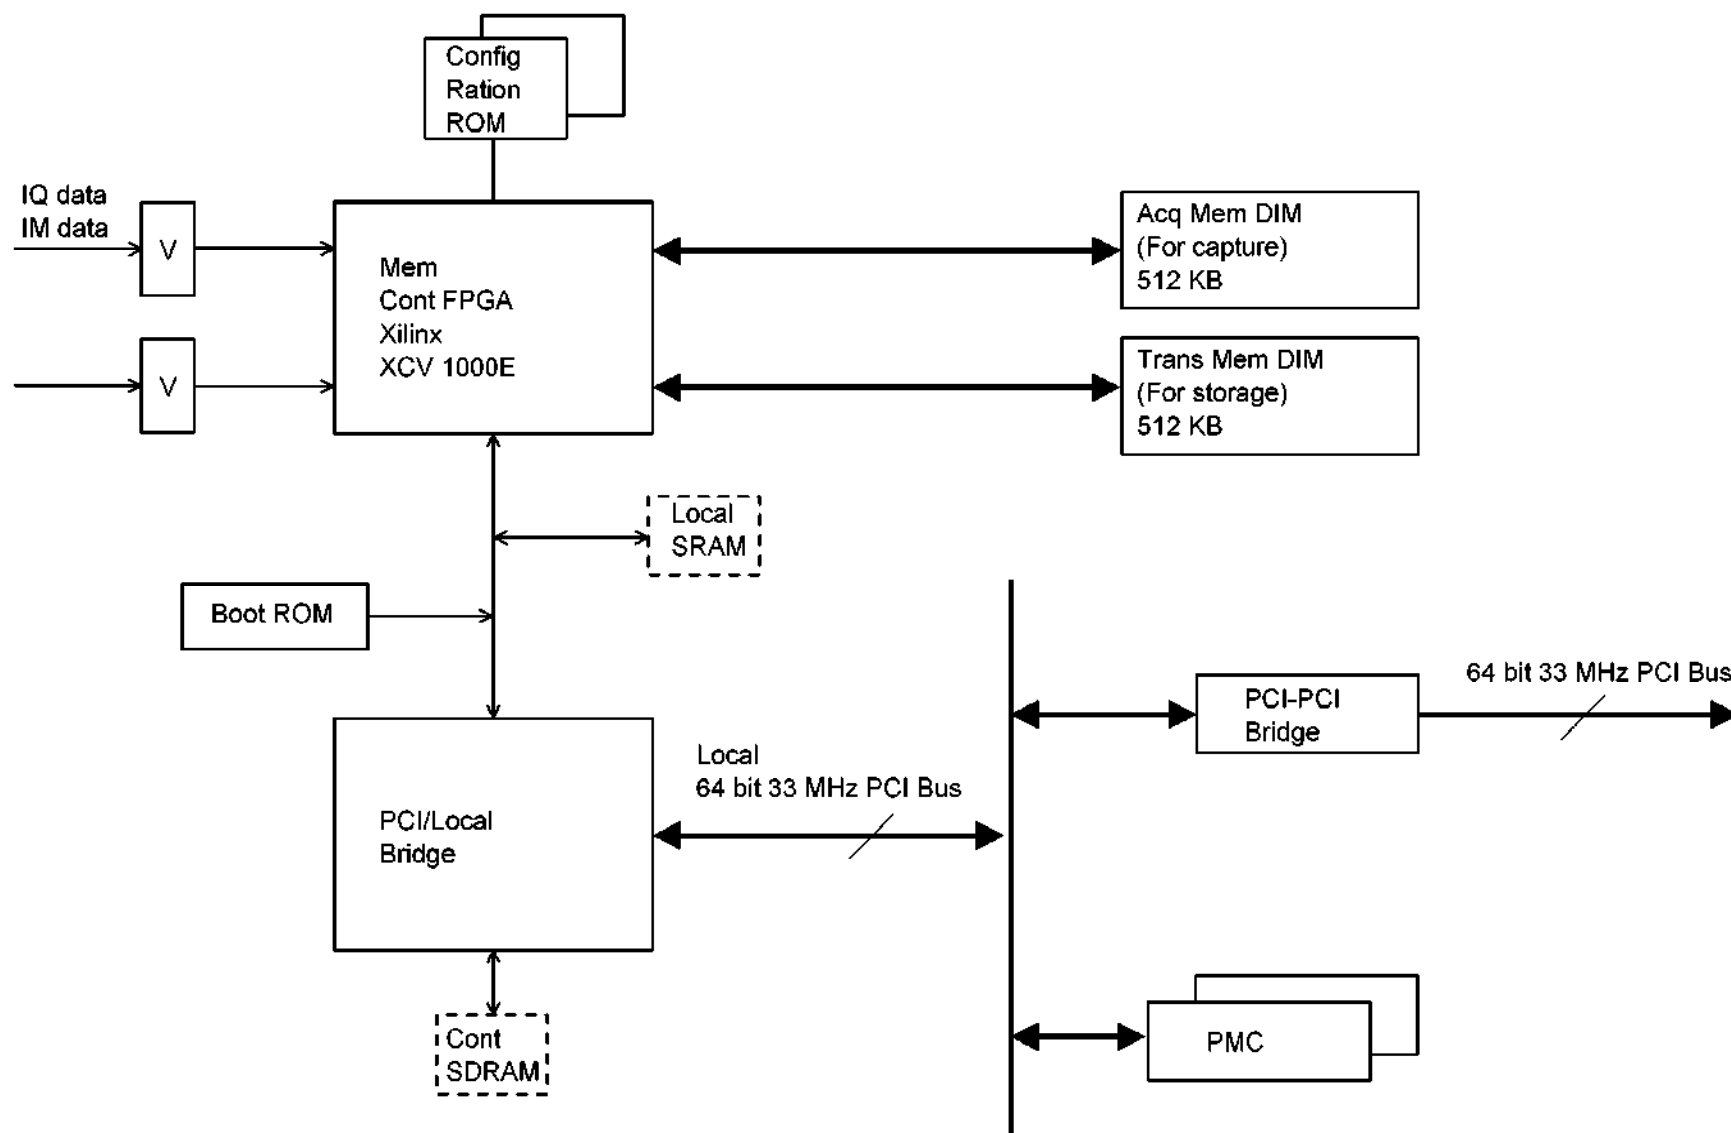 Config
Ration
ROM
IQ data
IM data
V
Mem
Cont FPGA
Xilinx
XCV 1000E
Acq Mem DIM
(For capture)
512 KB
V
Trans Mem DIM
(For storage)
512 KB
Local
SRAM
Boot ROM
64 bit 33 MHz PCI Bus
PCI-PCI
Bridge
Local
64 bit 33 MHz PCI Bus
PCI/Local
Bridge
Cont
SDRAM
PMC